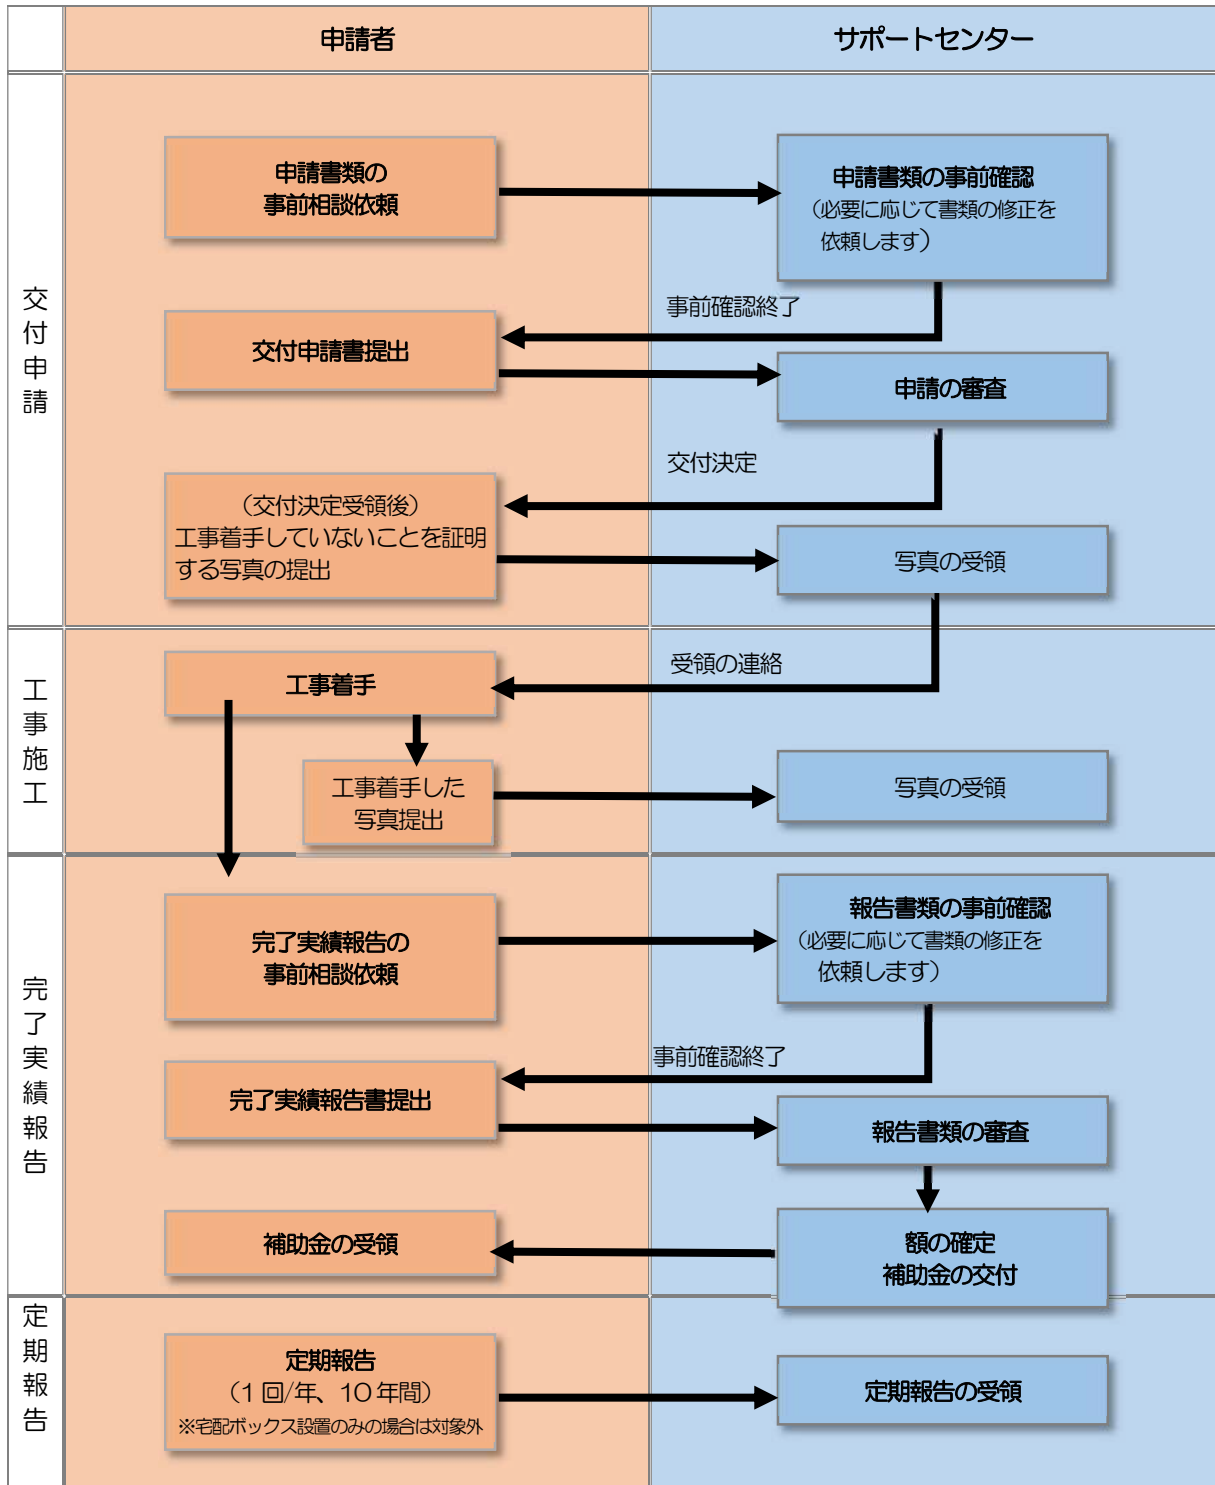 申請者
サポートセンター
交付申請
申請書類の
事前相談依頼
申請書類の事前確認
（必要に応じて書類の修正を
依頼します）
事前確認終了
交付申請書提出
申請の審査
交付決定
（交付決定受領後）
工事着手していないことを証明
する写真の提出
写真の受領
工事施工
受領の連絡
工事着手
工事着手した
写真提出
写真の受領
完了実績報告
完了実績報告の
事前相談依頼
報告書類の事前確認
（必要に応じて書類の修正を
依頼します）
事前確認終了
完了実績報告書提出
報告書類の審査
補助金の受領
額の確定
補助金の交付
定期報告
定期報告
（1 回/年、10 年間）
※宅配ボックス設置のみの場合は対象外
定期報告の受領